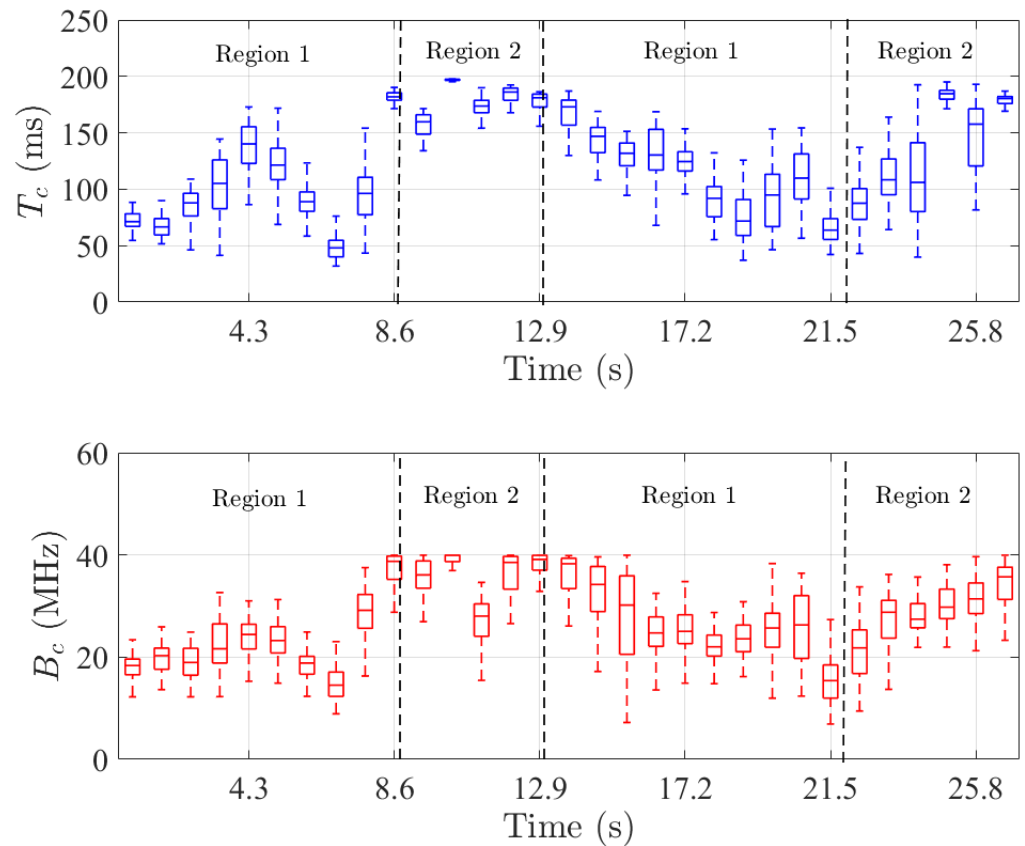 250
200
150
100
50
0
T_c (ms)
Region 1
Region 2
Region 1
Region 2
4.3 8.6 12.9 17.2 21.5 25.8
Time (s)
60
40
20
0
B_c (MHz)
Region 1
Region 2
Region 1
Region 2
4.3 8.6 12.9 17.2 21.5 25.8
Time (s)